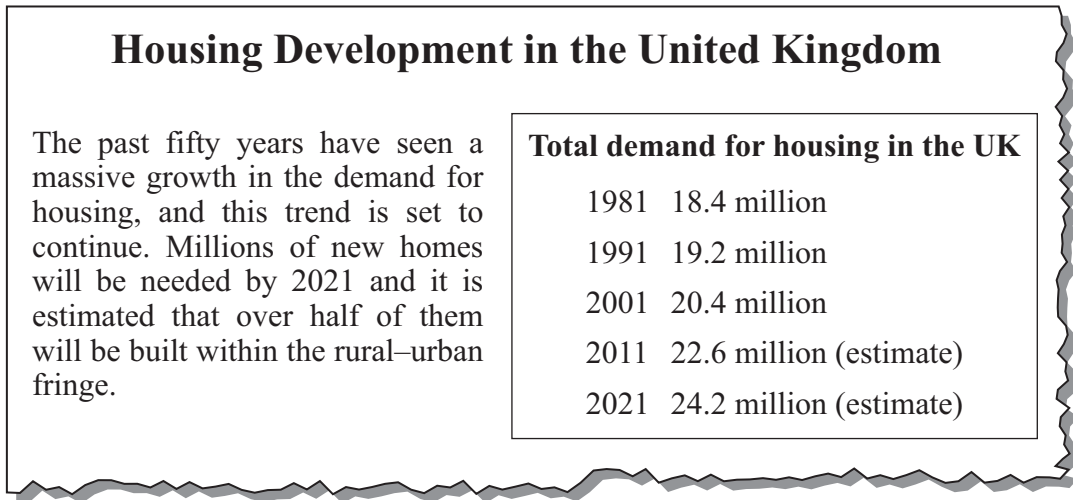 Housing Development in the United Kingdom
The past fifty years have seen a
massive growth in the demand for
housing, and this trend is set to
continue. Millions of new homes
will be needed by 2021 and it is
estimated that over half of them
will be built within the rural–urban
fringe.
Total demand for housing in the UK
1981 18.4 million
1991 19.2 million
2001 20.4 million
2011 22.6 million (estimate)
2021 24.2 million (estimate)